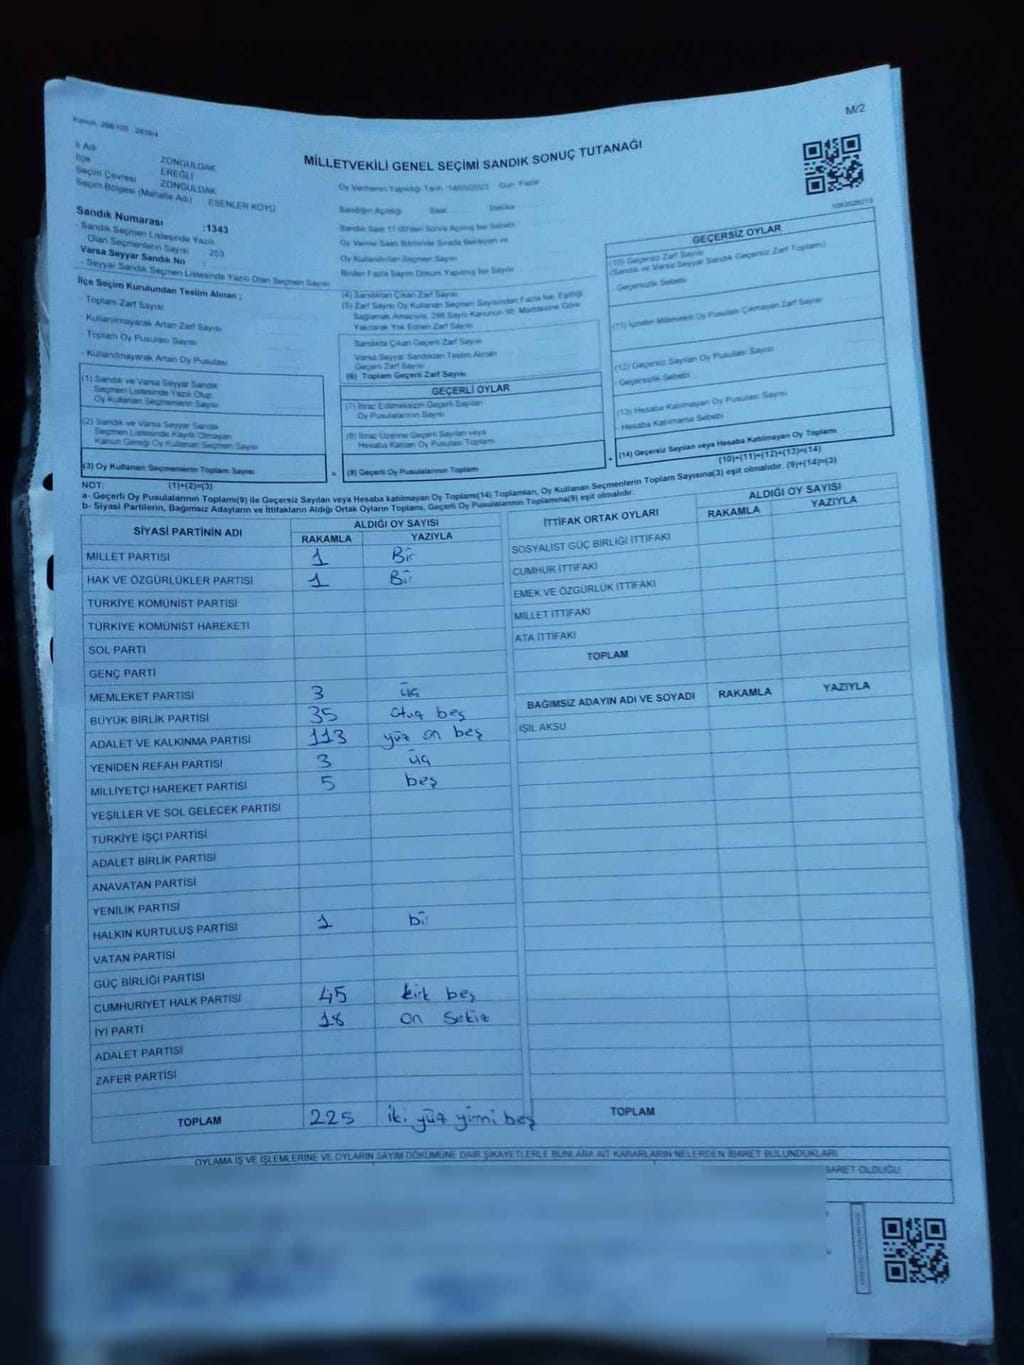 M/2
MİLLETVEKİLİ GENEL SEÇİMİ SANDIK SONUÇ TUTANAĞI
İl Adı ZONGULDAK
İlçe EREĞLİ
Seçim Çevresi ZONGULDAK
Seçim Bölgesi (Mahalle Adı) ESENLER KÖYÜ
Sandık Numarası :1343
- Sandık Seçmen Listesinde Yazılı
Olan Seçmenlerin Sayısı 253
Varsa Seyyar Sandık No :
- Seyyar Sandık Seçmen Listesinde Yazılı Olan Seçmen Sayısı
İlçe Seçim Kurulundan Teslim Alınan :
- Toplam Zarf Sayısı
- Kullanılmayarak Artan Zarf Sayısı
- Toplam Oy Pusulası Sayısı
- Kullanılmayarak Artan Oy Pusulası
(1) Sandık ve Varsa Seyyar Sandık
Seçmen Listesinde Yazılı Olup
Oy Kullanan Seçmenlerin Sayısı
(2) Sandık ve Varsa Seyyar Sandık
Seçmen Listesinde Kayıtlı Olmayan
Kanun Gereği Oy Kullanan Seçmen Sayısı
(3) Oy Kullanan Seçmenlerin Toplam Sayısı
Oy Vermenin Yapıldığı Tarih :14/05/2023 Gün :Pazar
Sandığın Açıldığı Saat Dakika
Oy Kullandırılan Seçmen Sayısı
Birden Fazla Sayım Döküm Yapılmış İse Sayısı
(4) Sandıktan Çıkan Zarf Sayısı
(5) Zarf Sayısı Oy Kullanan Seçmen Sayısından Fazla İse, Eşitliği
Sağlamak Amacıyla, 298 Sayılı Kanunun 98. Maddesine Göre
Yakılarak Yok Edilen Zarf Sayısı
Sandıkta Çıkan Geçerli Zarf Sayısı
Varsa Seyyar Sandıktan Teslim Alınan
Geçerli Zarf Sayısı
(6) Toplam Geçerli Zarf Sayısı
GEÇERLİ OYLAR
(7) İtiraz Edilmeksizin Geçerli Sayılan
Oy Pusulalarının Sayısı
(8) İtiraz Üzerine Geçerli Sayılan veya
Hesaba Katılan Oy Pusulası Toplamı
= (9) Geçerli Oy Pusulalarının Toplamı
GEÇERSİZ OYLAR
(10) Geçersiz Zarf Sayısı
(Sandık ve Varsa Seyyar Sandık Geçersiz Zarf Toplamı)
- Geçersizlik Sebebi
(11) İçinden Milletvekili Oy Pusulası Çıkmayan Zarf Sayısı
(12) Geçersiz Sayılan Oy Pusulası Sayısı
- Geçersizlik Sebebi
(13) Hesaba Katılmayan Oy Pusulası Sayısı
- Hesaba Katılmama Sebebi
+ (14) Geçersiz Sayılan veya Hesaba Katılmayan Oy Toplamı
(10)+(11)+(12)+(13)=(14)
NOT: (1)+(2)=(3)
a- Geçerli Oy Pusulalarının Toplamı(9) ile Geçersiz Sayılan veya Hesaba katılmayan Oy Toplamı(14) Toplamları, Oy Kullanan Seçmenlerin Toplam Sayısına(3) eşit olmalıdır. (9)+(14)=(3)
b- Siyasi Partilerin, Bağımsız Adayların ve İttifakların Aldığı Ortak Oyların Toplamı, Geçerli Oy Pusulalarının Toplamına(9) eşit olmalıdır.
SİYASİ PARTİNİN ADI ALDIĞI OY SAYISI
RAKAMLA YAZIYLA
MİLLET PARTİSİ 1 Bir
HAK VE ÖZGÜRLÜKLER PARTİSİ 1 Bir
TÜRKİYE KOMÜNİST PARTİSİ
TÜRKİYE KOMÜNİST HAREKETİ
SOL PARTİ
GENÇ PARTİ
MEMLEKET PARTİSİ 3 üç
BÜYÜK BİRLİK PARTİSİ 35 otuz beş
ADALET VE KALKINMA PARTİSİ 113 yüz on beş
YENİDEN REFAH PARTİSİ 3 üç
MİLLİYETÇİ HAREKET PARTİSİ 5 beş
YEŞİLLER VE SOL GELECEK PARTİSİ
TÜRKİYE İŞÇİ PARTİSİ
ADALET BİRLİK PARTİSİ
ANAVATAN PARTİSİ
YENİLİK PARTİSİ
HALKIN KURTULUŞ PARTİSİ 1 bir
VATAN PARTİSİ
GÜÇ BİRLİĞİ PARTİSİ
CUMHURİYET HALK PARTİSİ 45 kırk beş
İYİ PARTİ 18 on sekiz
ADALET PARTİSİ
ZAFER PARTİSİ
TOPLAM 225 iki yüz yirmi beş
İTTİFAK ORTAK OYLARI ALDIĞI OY SAYISI
RAKAMLA YAZIYLA
SOSYALİST GÜÇ BİRLİĞİ İTTİFAKI
CUMHUR İTTİFAKI
EMEK VE ÖZGÜRLÜK İTTİFAKI
MİLLET İTTİFAKI
ATA İTTİFAKI
TOPLAM
BAĞIMSIZ ADAYIN ADI VE SOYADI RAKAMLA YAZIYLA
IŞIL AKSU
TOPLAM
OYLAMA İŞ VE İŞLEMLERİNE VE OYLARIN SAYIM DÖKÜMÜNE DAİR ŞİKAYETLERLE BUNLARA AİT KARARLARIN NELERDEN İBARET BULUNDUKLARI
BARET OLDUĞU